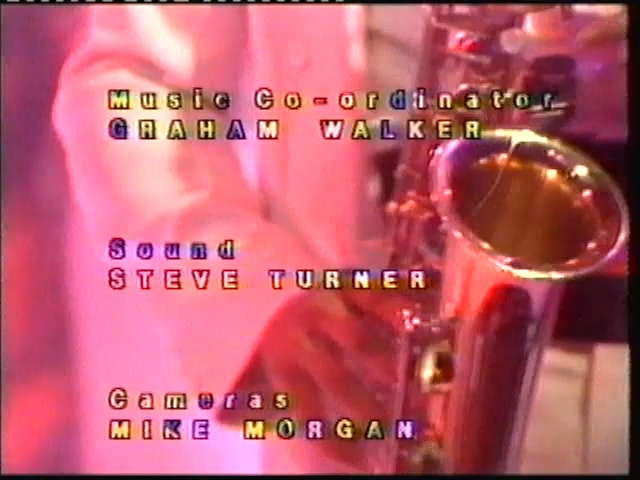 Music Co-ordinator
GRAHAM WALKER
Sound
STEVE TURNER
Cameras
MIKE MORGAN